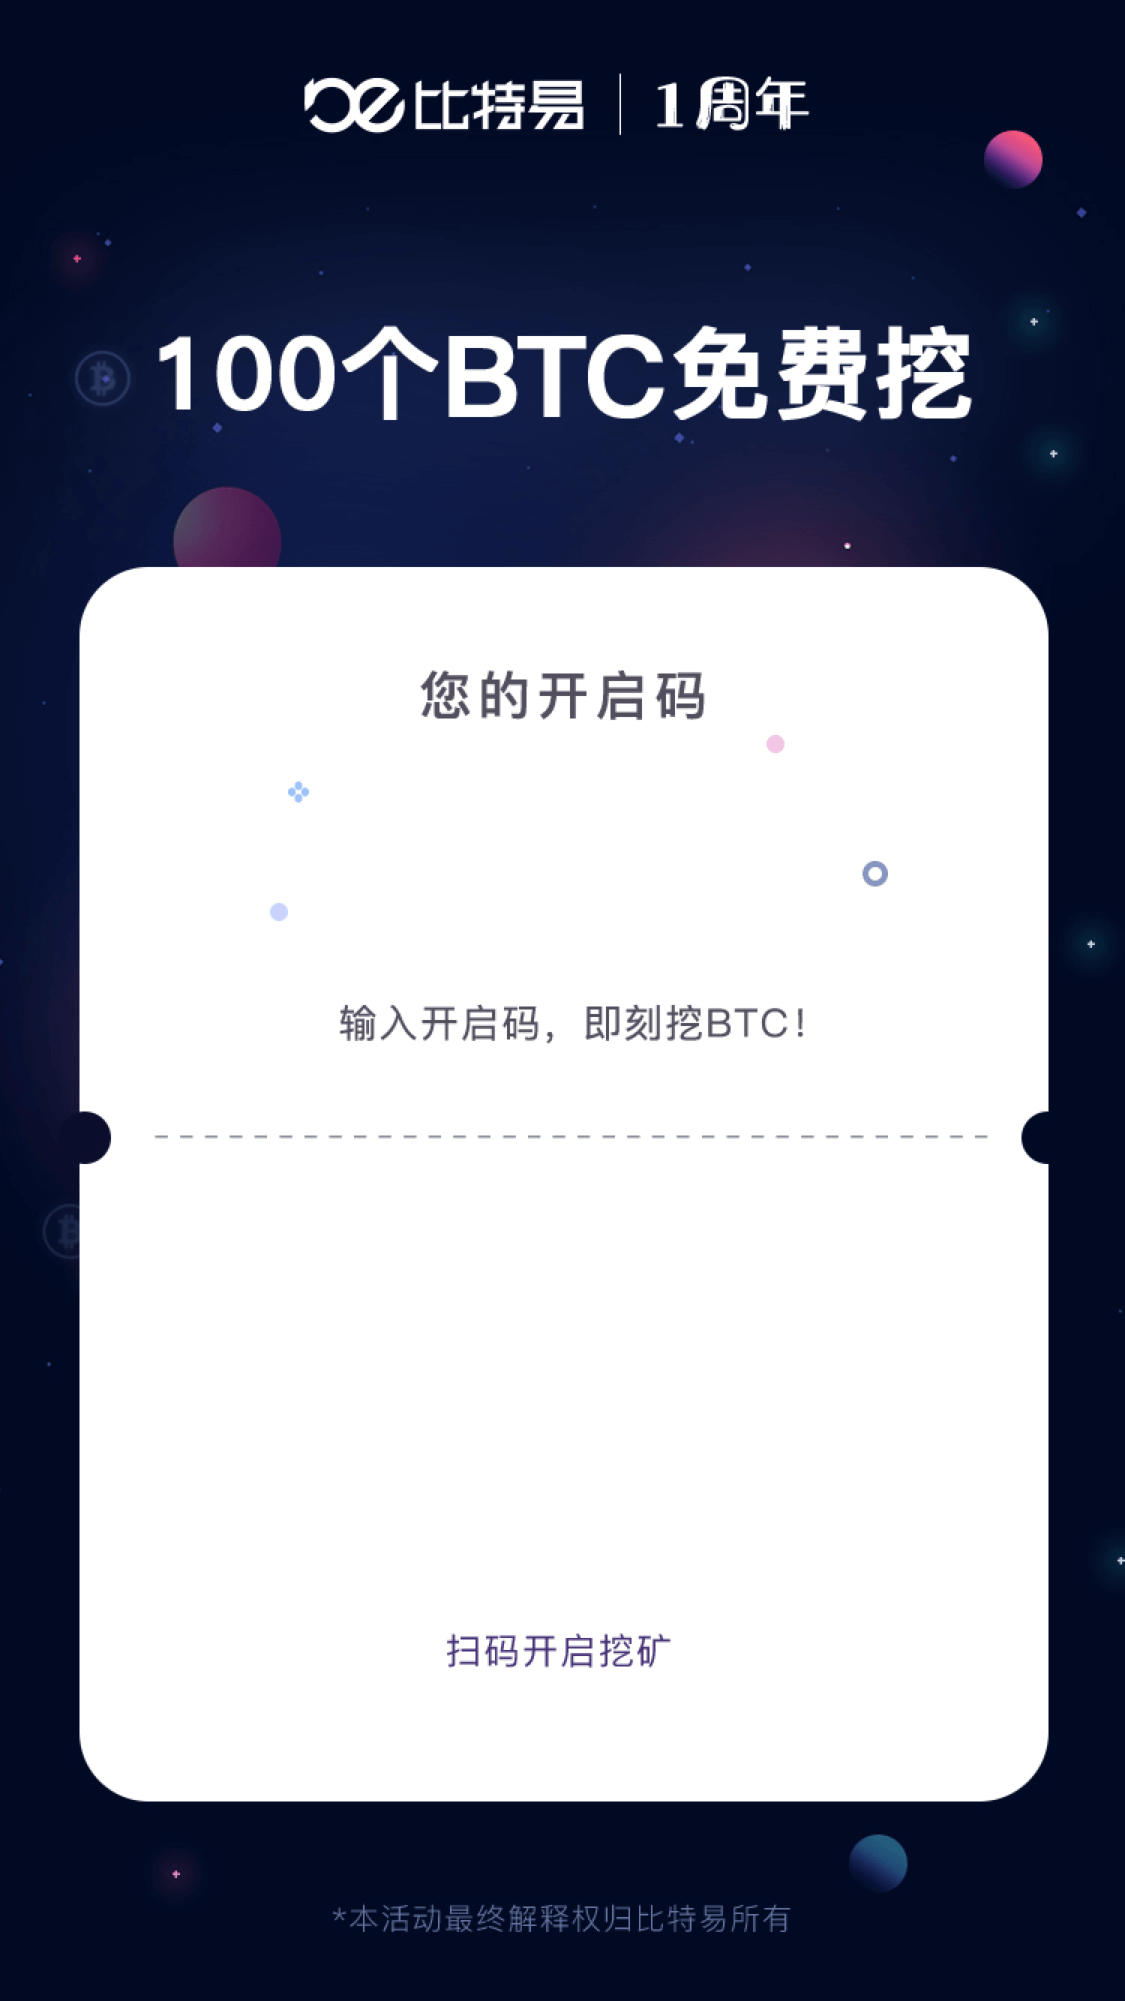 比特易 | 1周年
100个BTC免费挖
您的开启码
输入开启码，即刻挖BTC！
扫码开启挖矿
*本活动最终解释权归比特易所有